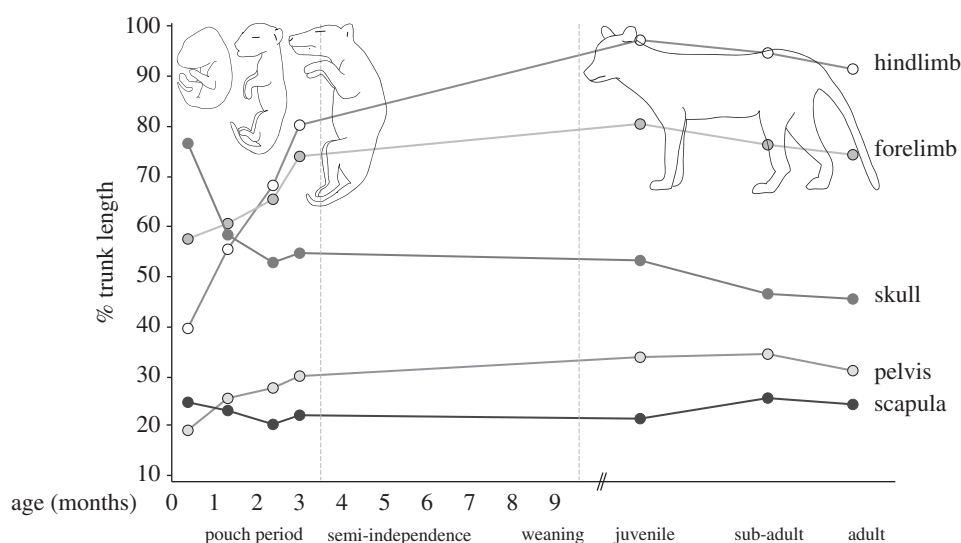 100
90
80
70
60
50
40
30
20
10
% trunk length
hindlimb
forelimb
skull
pelvis
scapula
age (months) 0 1 2 3 4 5 6 7 8 9
pouch period semi-independence weaning juvenile sub-adult adult